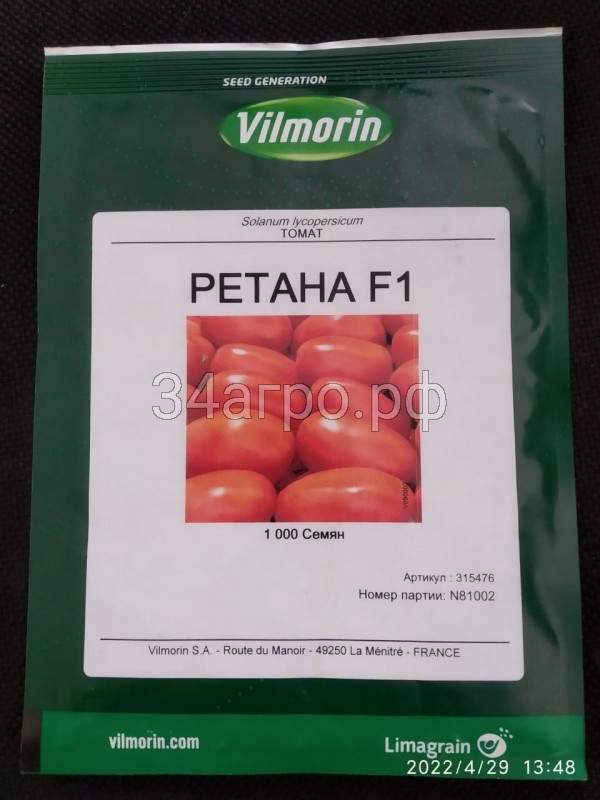 SEED GENERATION
Vilmorin
Solanum lycopersicum
ТОМАТ
РЕТАНА F1
34агро.рф
1 000 Семян
Артикул : 315476
Номер партии: N81002
Vilmorin S.A. - Route du Manoir - 49250 La Ménitré - FRANCE
vilmorin.com
Limagrain
2022/4/29 13:48